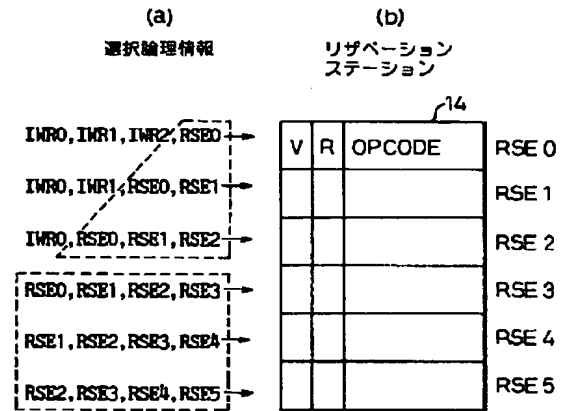 (a)
選択論理情報
(b)
リザベーション
ステーション
14
IWR0,IWR1,IWR2,RSE0
V R OPCODE RSE 0
IWR0,IWR1,RSE0,RSE1
RSE 1
IWR0,RSE0,RSE1,RSE2
RSE 2
RSE0,RSE1,RSE2,RSE3
RSE 3
RSE1,RSE2,RSE3,RSE4
RSE 4
RSE2,RSE3,RSE4,RSE5
RSE 5